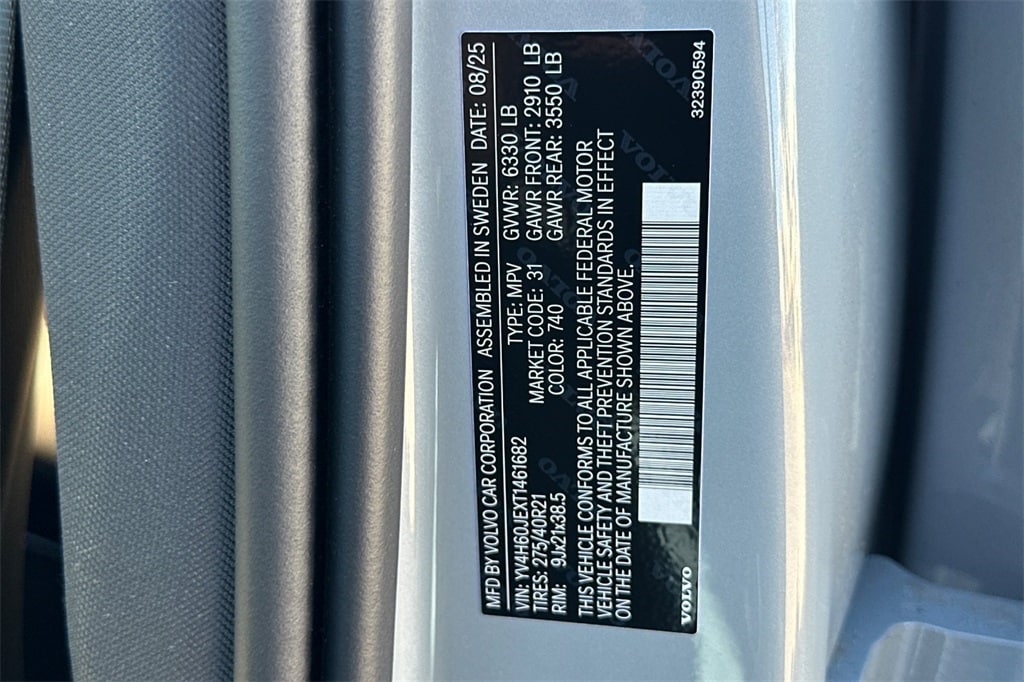 MFD BY VOLVO CAR CORPORATION ASSEMBLED IN SWEDEN DATE: 08/25
VIN: YV4H60JEXT1461682 TYPE: MPV GVWR: 6330 LB
TIRES: 275/40R21 MARKET CODE: 31 GAWR FRONT: 2910 LB
RIM: 9Jx21x38.5 COLOR: 740 GAWR REAR: 3550 LB
THIS VEHICLE CONFORMS TO ALL APPLICABLE FEDERAL MOTOR
VEHICLE SAFETY AND THEFT PREVENTION STANDARDS IN EFFECT
ON THE DATE OF MANUFACTURE SHOWN ABOVE.
VOLVO 32390594